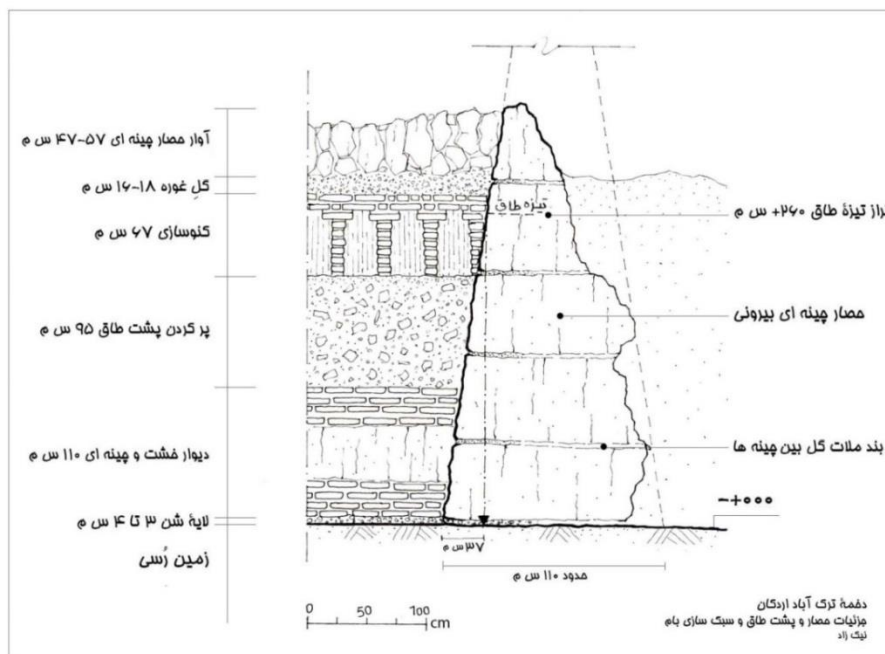 آوار حصار چینه ای ۵۷-۴۷ س م
گِل غوره ۱۸-۱۶ س م
کنوسازی ۶۷ س م
پر کردن پشت طاق ۹۵ س م
دیوار خشت و چینه ای ۱۱۰ س م
لایهٔ شن ۳ تا ۴ س م
زمین رُسی
تیزه طاق
راز تیزهٔ طاق ۲۶۰+ س م
حصار چینه ای بیرونی
بند ملات گل بین چینه ها
-+۰۰۰
۳۷ س م
حدود ۱۱۰ س م
0 50 100
cm
دخمهٔ ترک آباد اردکان
جزئیات حصار و پشت طاق و سبک سازی بام
نیک زاد